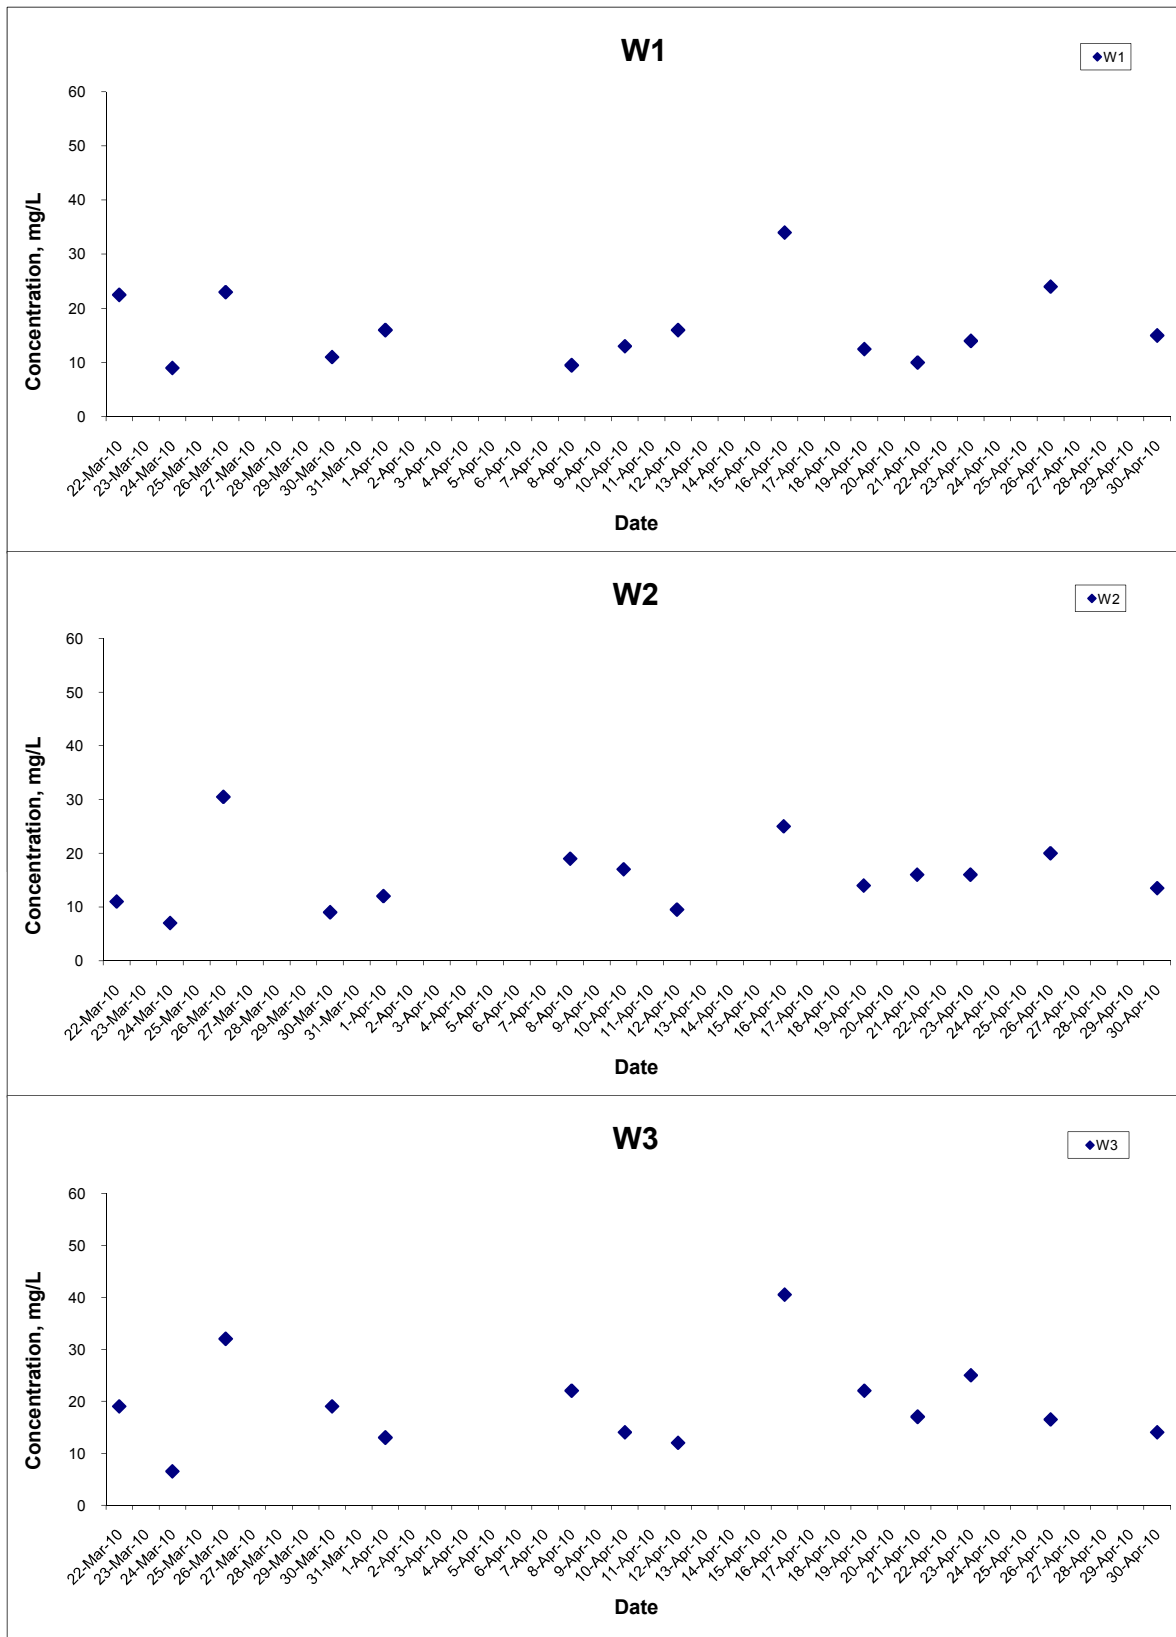 W1
W1
60
50
40
30
20
10
0
Concentration, mg/L
22-Mar-10
23-Mar-10
24-Mar-10
25-Mar-10
26-Mar-10
27-Mar-10
28-Mar-10
29-Mar-10
30-Mar-10
31-Mar-10
1-Apr-10
2-Apr-10
3-Apr-10
4-Apr-10
5-Apr-10
6-Apr-10
7-Apr-10
8-Apr-10
9-Apr-10
10-Apr-10
11-Apr-10
12-Apr-10
13-Apr-10
14-Apr-10
15-Apr-10
16-Apr-10
17-Apr-10
18-Apr-10
19-Apr-10
20-Apr-10
21-Apr-10
22-Apr-10
23-Apr-10
24-Apr-10
25-Apr-10
26-Apr-10
27-Apr-10
28-Apr-10
29-Apr-10
30-Apr-10
Date
W2
W2
60
50
40
30
20
10
0
Concentration, mg/L
22-Mar-10
23-Mar-10
24-Mar-10
25-Mar-10
26-Mar-10
27-Mar-10
28-Mar-10
29-Mar-10
30-Mar-10
31-Mar-10
1-Apr-10
2-Apr-10
3-Apr-10
4-Apr-10
5-Apr-10
6-Apr-10
7-Apr-10
8-Apr-10
9-Apr-10
10-Apr-10
11-Apr-10
12-Apr-10
13-Apr-10
14-Apr-10
15-Apr-10
16-Apr-10
17-Apr-10
18-Apr-10
19-Apr-10
20-Apr-10
21-Apr-10
22-Apr-10
23-Apr-10
24-Apr-10
25-Apr-10
26-Apr-10
27-Apr-10
28-Apr-10
29-Apr-10
30-Apr-10
Date
W3
W3
60
50
40
30
20
10
0
Concentration, mg/L
22-Mar-10
23-Mar-10
24-Mar-10
25-Mar-10
26-Mar-10
27-Mar-10
28-Mar-10
29-Mar-10
30-Mar-10
31-Mar-10
1-Apr-10
2-Apr-10
3-Apr-10
4-Apr-10
5-Apr-10
6-Apr-10
7-Apr-10
8-Apr-10
9-Apr-10
10-Apr-10
11-Apr-10
12-Apr-10
13-Apr-10
14-Apr-10
15-Apr-10
16-Apr-10
17-Apr-10
18-Apr-10
19-Apr-10
20-Apr-10
21-Apr-10
22-Apr-10
23-Apr-10
24-Apr-10
25-Apr-10
26-Apr-10
27-Apr-10
28-Apr-10
29-Apr-10
30-Apr-10
Date